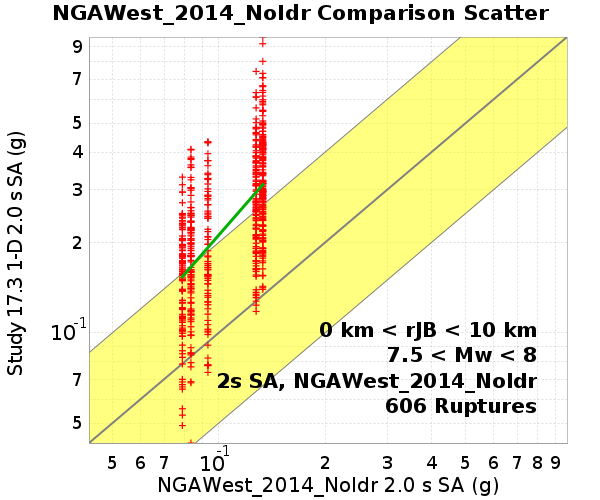 NGAWest_2014_NoIdr Comparison Scatter
Study 17.3 1-D 2.0 s SA (g)
9
7
5
4
3
2
10-1
7
5
0 km < rJB < 10 km
7.5 < Mw < 8
2s SA, NGAWest_2014_NoIdr
606 Ruptures
5 6 7 10-1 2 3 4 5 6 7 8 9
NGAWest_2014_NoIdr 2.0 s SA (g)